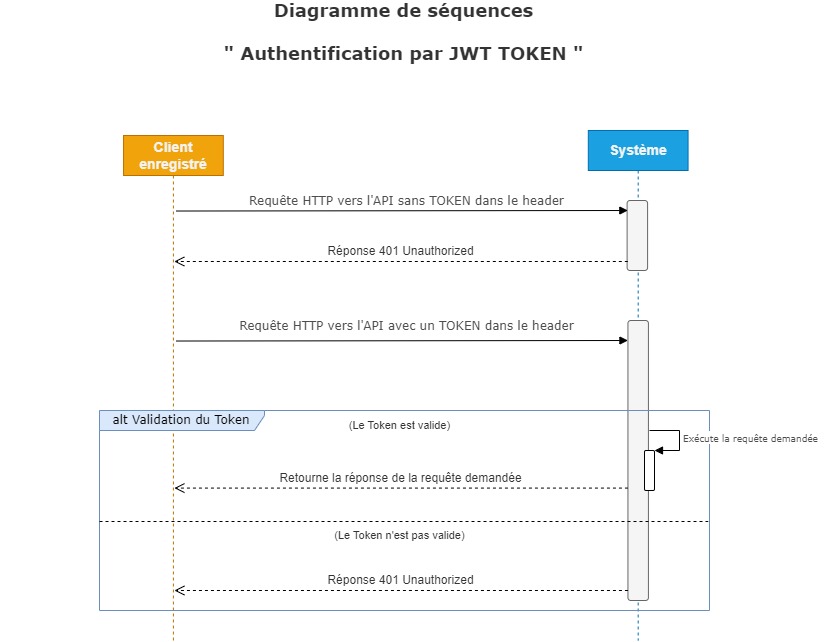 Diagramme de séquences
" Authentification par JWT TOKEN "
Client
enregistré
Système
Requête HTTP vers l'API sans TOKEN dans le header
Réponse 401 Unauthorized
Requête HTTP vers l'API avec un TOKEN dans le header
alt Validation du Token
(Le Token est valide)
Exécute la requête demandée
Retourne la réponse de la requête demandée
(Le Token n'est pas valide)
Réponse 401 Unauthorized